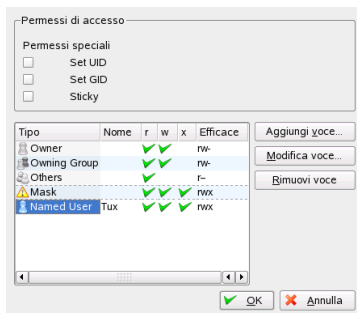 Permessi di accesso
Permessi speciali
Set UID
Set GID
Sticky
Tipo Nome r w x Efficace
Owner rw-
Owning Group rw-
Others r--
Mask rwx
Named User Tux rwx
Aggiungi voce...
Modifica voce...
Rimuovi voce
OK Annulla